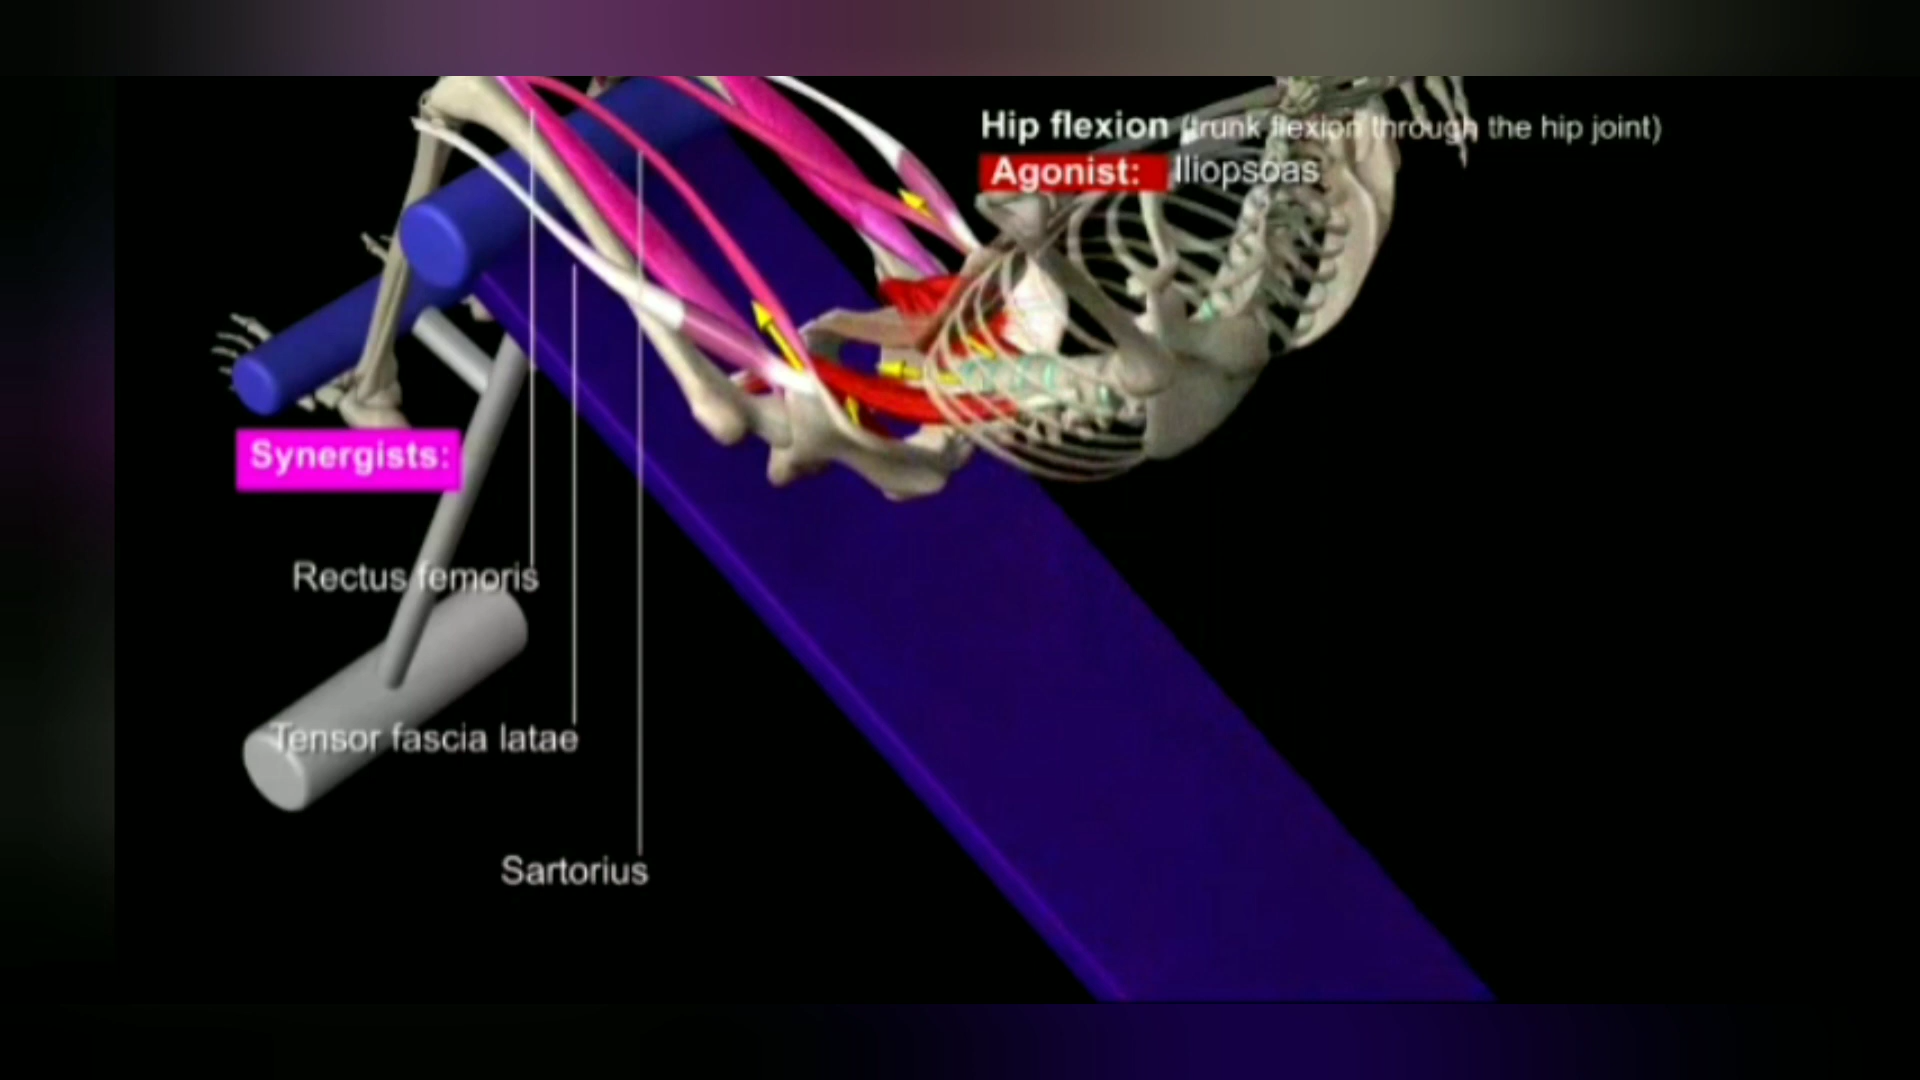 Hip flexion (trunk flexion through the hip joint)
Agonist: Iliopsoas
Synergists:
Rectus femoris
Tensor fascia latae
Sartorius